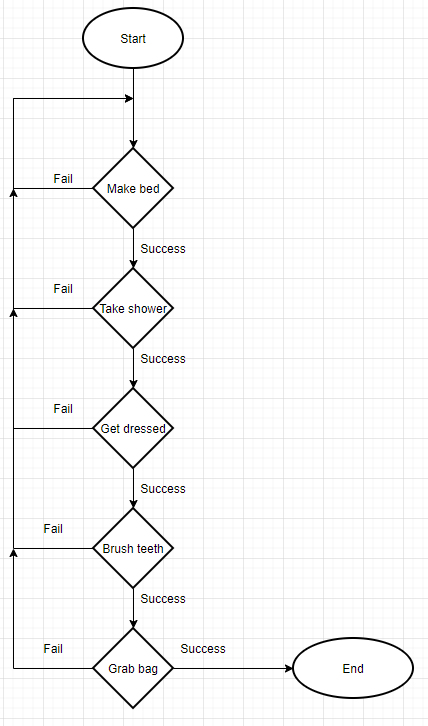 Start
Fail
Make bed
Success
Fail
Take shower
Success
Fail
Get dressed
Success
Fail
Brush teeth
Success
Fail
Success
Grab bag
End